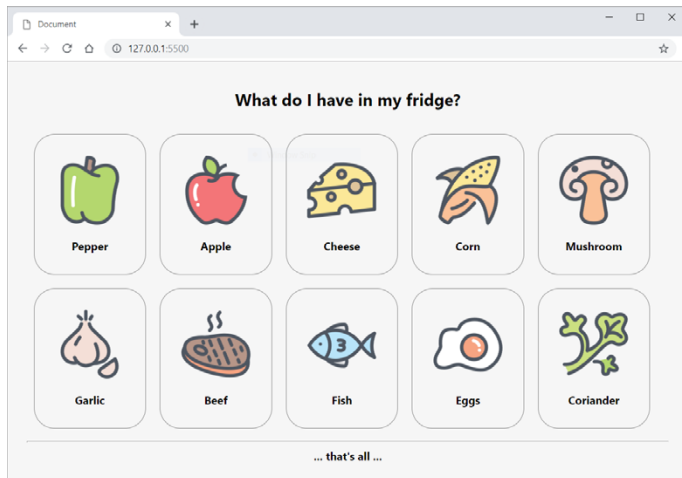 Document
127.0.0.1:5500
What do I have in my fridge?
Pepper Apple Cheese Corn Mushroom
Garlic Beef Fish Eggs Coriander
... that's all ...